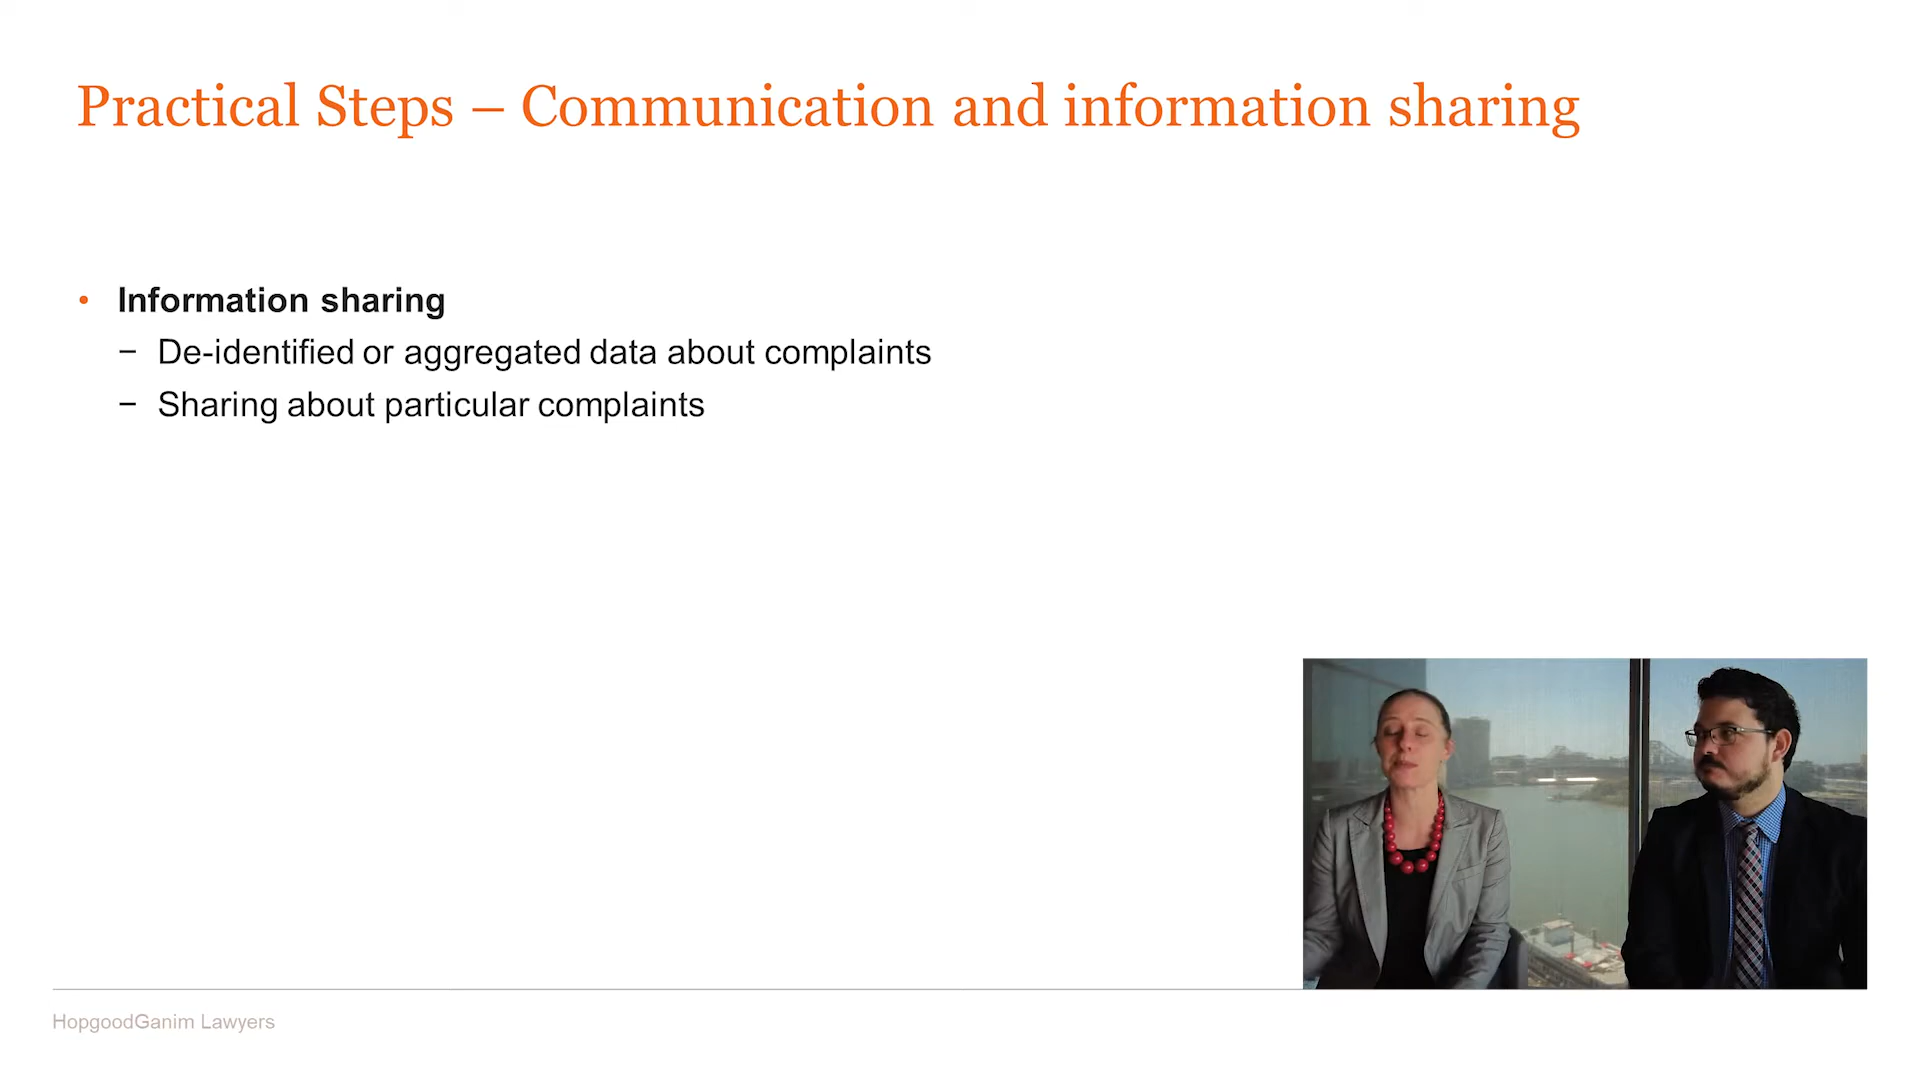 Practical Steps – Communication and information sharing
• Information sharing
– De-identified or aggregated data about complaints
– Sharing about particular complaints
HopgoodGanim Lawyers